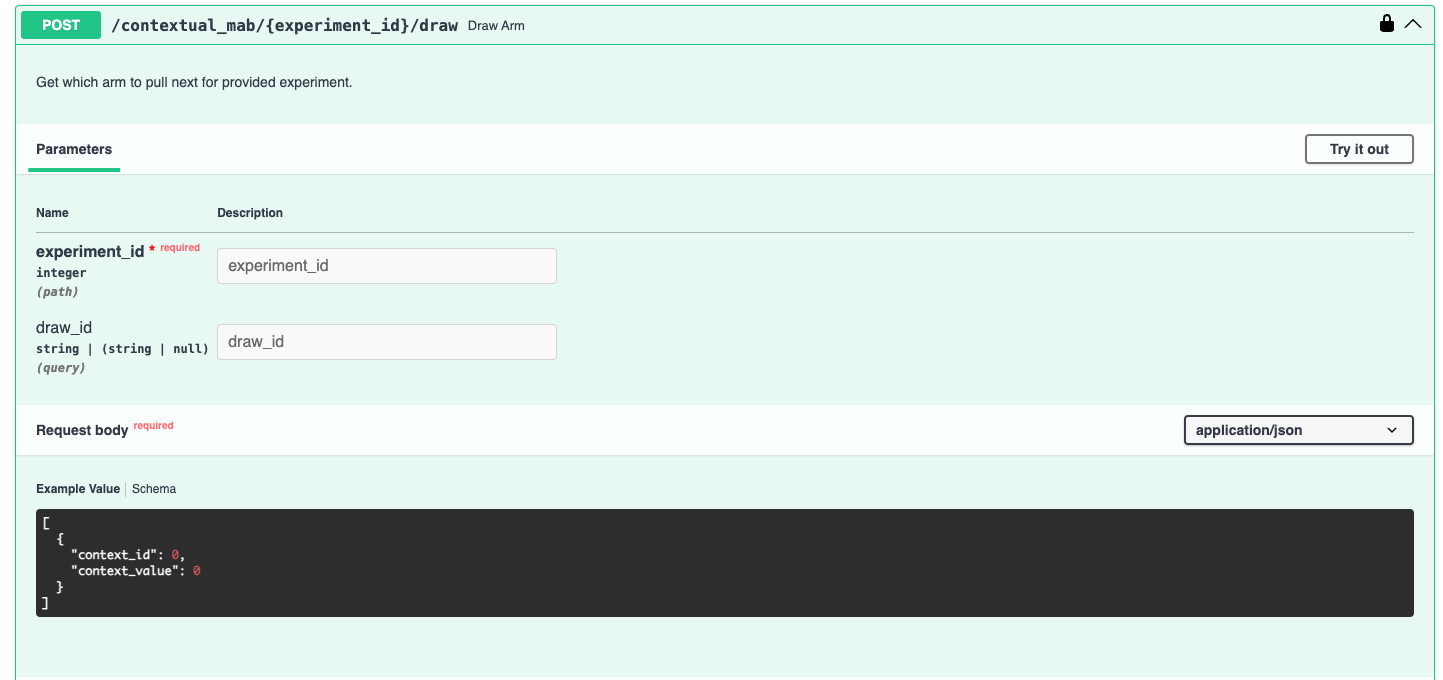 POST /contextual_mab/{experiment_id}/draw Draw Arm
Get which arm to pull next for provided experiment.
Parameters
Try it out
Name Description
experiment_id * required
integer
(path)
experiment_id
draw_id
string | (string | null)
(query)
draw_id
Request body required
application/json
Example Value Schema
[
  {
    "context_id": 0,
    "context_value": 0
  }
]